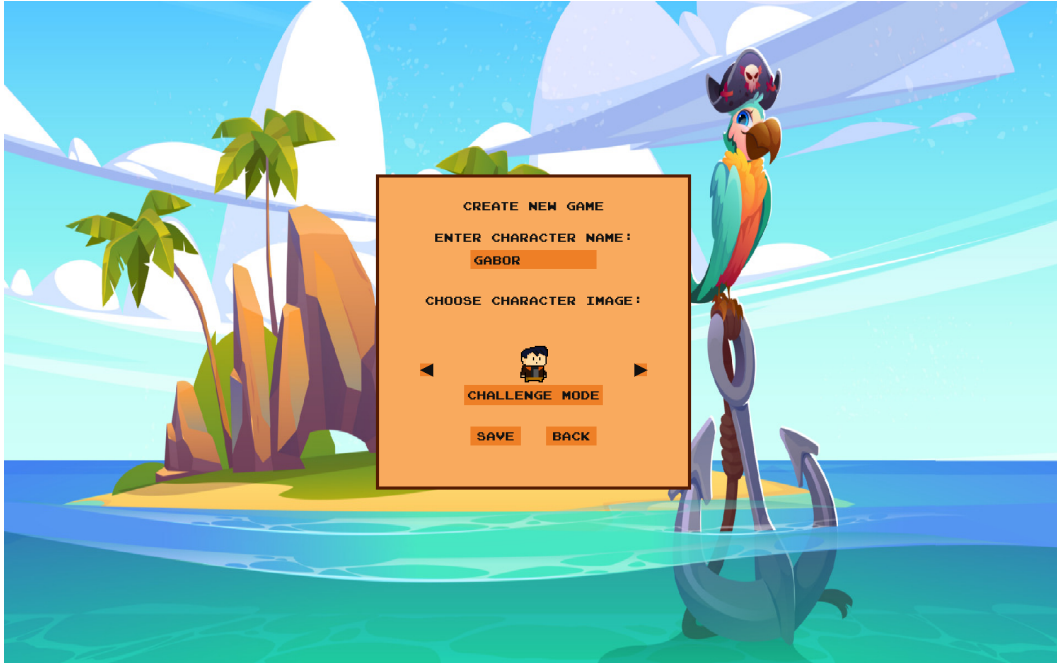 CREATE NEW GAME
ENTER CHARACTER NAME:
GABOR
CHOOSE CHARACTER IMAGE:
CHALLENGE MODE
SAVE BACK